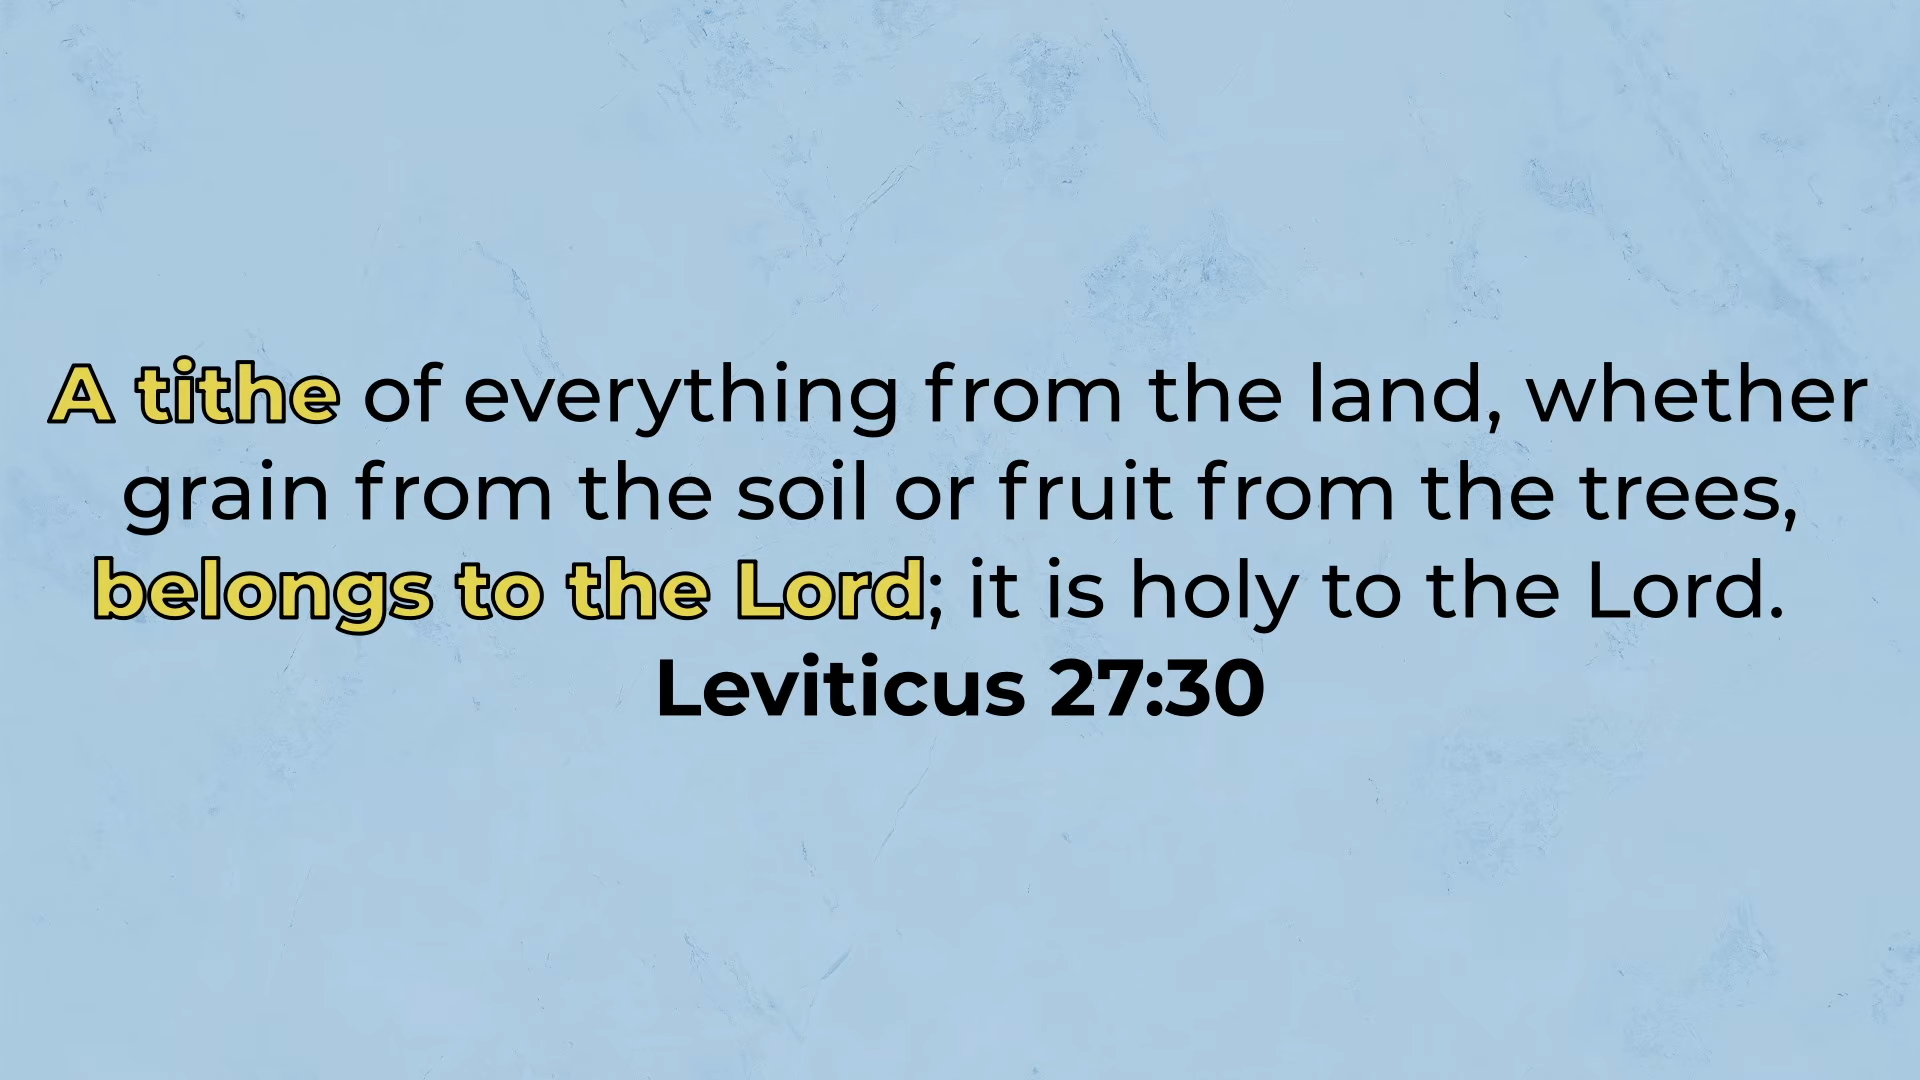 A tithe of everything from the land, whether
grain from the soil or fruit from the trees,
belongs to the Lord; it is holy to the Lord.
Leviticus 27:30